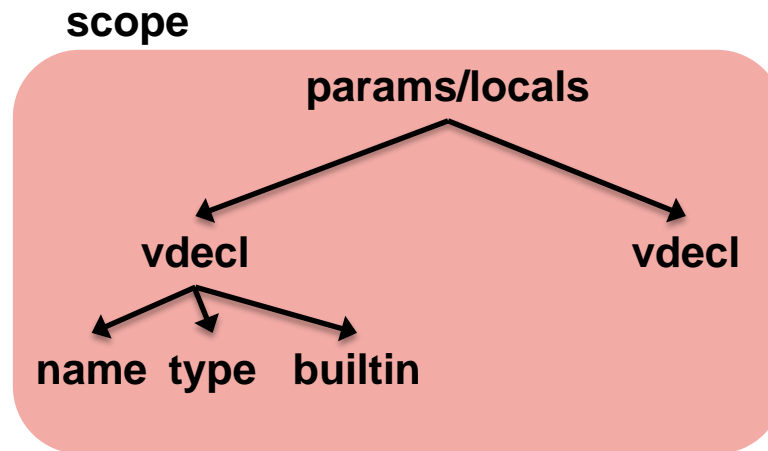 scope
params/locals
vdecl vdecl
name type builtin